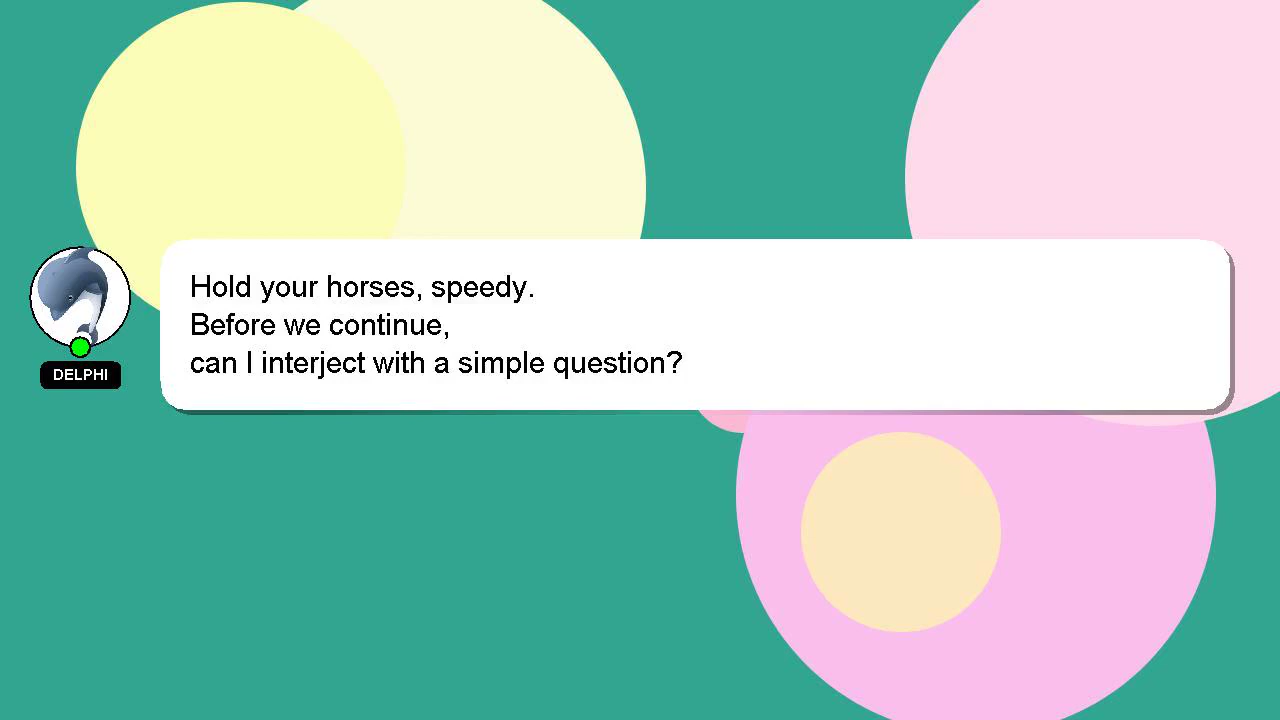 Hold your horses, speedy.
Before we continue,
can I interject with a simple question?
DELPHI